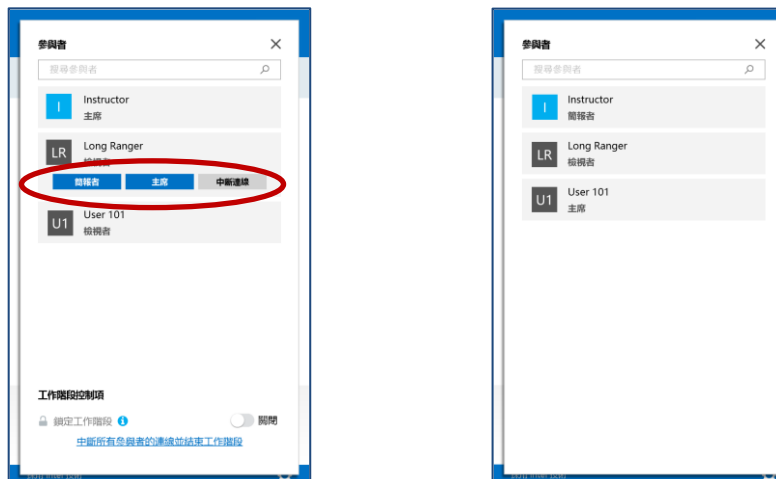 參與者
搜尋參與者
I
Instructor
主席
LR
Long Ranger
檢視者
簡報者
主席
中斷連線
U1
User 101
檢視者
工作階段控制項
鎖定工作階段
關閉
中斷所有參與者的連線並結束工作階段
參與者
搜尋參與者
I
Instructor
簡報者
LR
Long Ranger
檢視者
U1
User 101
主席